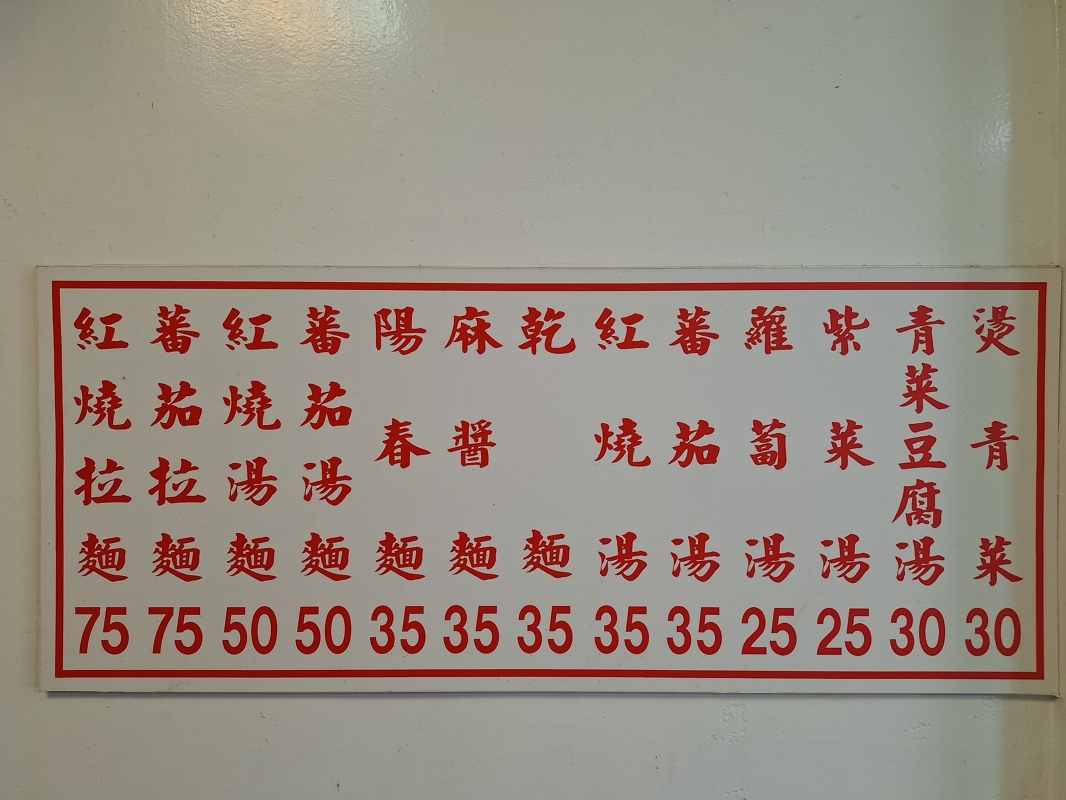 紅燒拉麵 75
蕃茄拉麵 75
紅燒湯麵 50
蕃茄湯麵 50
陽春麵 35
麻醬麵 35
乾麵 35
紅燒湯 35
蕃茄湯 35
蘿蔔湯 25
紫菜湯 25
青菜豆腐湯 30
燙青菜 30